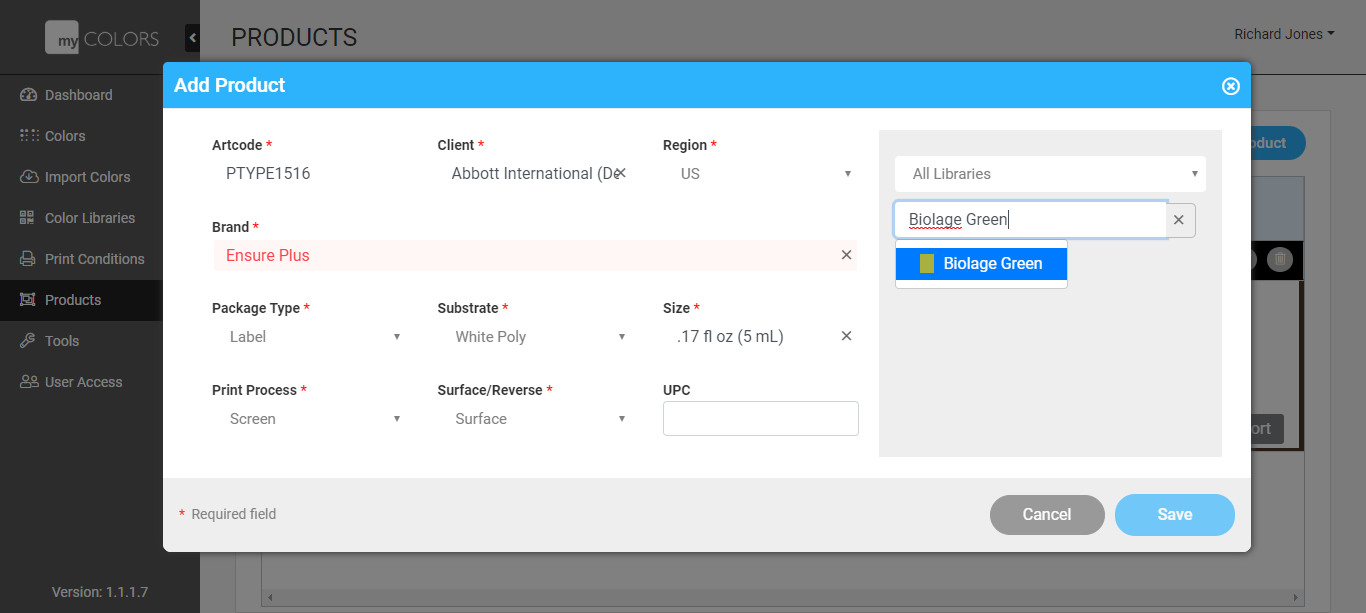 my COLORS
PRODUCTS
Richard Jones
Dashboard
Colors
Import Colors
Color Libraries
Print Conditions
Products
Tools
User Access
Version: 1.1.1.7
Add Product
Artcode *
Client *
Region *
PTYPE1516
Abbott International (De
US
Brand *
Ensure Plus
Package Type *
Substrate *
Size *
Label
White Poly
.17 fl oz (5 mL)
Print Process *
Surface/Reverse *
UPC
Screen
Surface
All Libraries
Biolage Green
Biolage Green
oduct
ort
* Required field
Cancel
Save